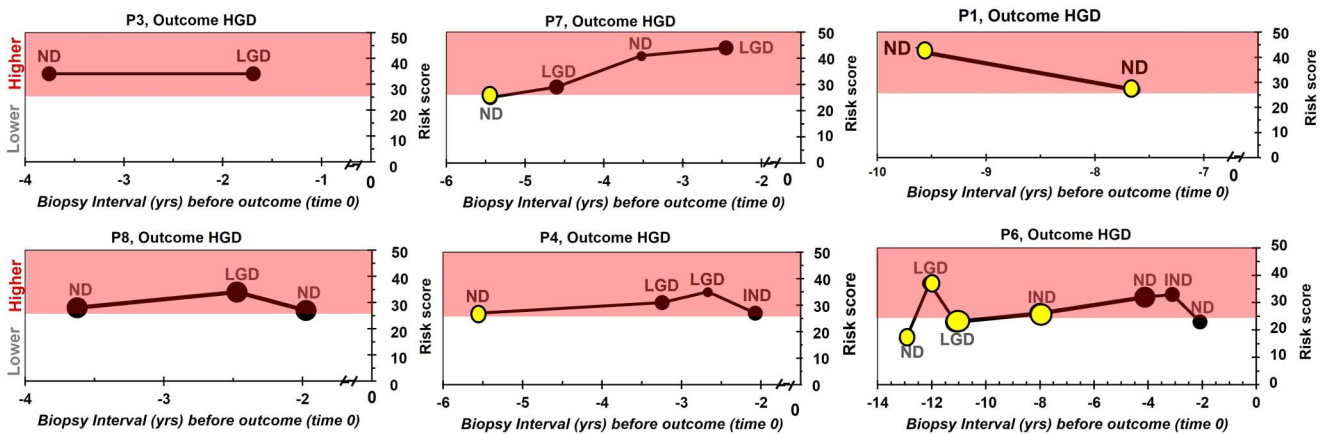 P3, Outcome HGD
Higher
Lower
ND
LGD
50
40
30
20
10
0
Risk score
-4
-3
-2
-1
0
Biopsy Interval (yrs) before outcome (time 0)
P7, Outcome HGD
ND
LGD
ND
LGD
50
40
30
20
10
0
Risk score
-6
-5
-4
-3
-2
0
Biopsy Interval (yrs) before outcome (time 0)
P1, Outcome HGD
ND
ND
50
40
30
20
10
0
Risk score
-10
-9
-8
-7
0
Biopsy Interval (yrs) before outcome (time 0)
P8, Outcome HGD
Higher
Lower
ND
LGD
ND
50
40
30
20
10
0
Risk score
-4
-3
-2
0
Biopsy Interval (yrs) before outcome (time 0)
P4, Outcome HGD
ND
LGD
LGD
IND
50
40
30
20
10
0
Risk score
-6
-5
-4
-3
-2
0
Biopsy Interval (yrs) before outcome (time 0)
P6, Outcome HGD
ND
LGD
LGD
IND
ND
IND
ND
50
40
30
20
10
0
Risk score
-14
-12
-10
-8
-6
-4
-2
0
Biopsy Interval (yrs) before outcome (time 0)